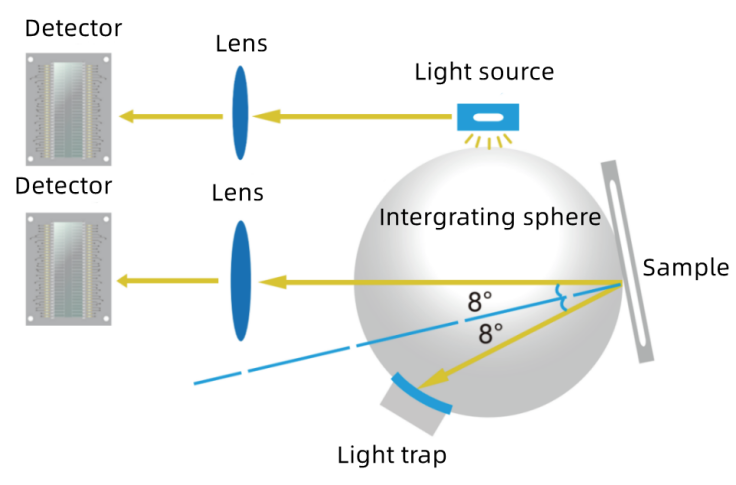 Detector
Lens
Light source
Detector
Lens
Intergrating sphere
Sample
8°
8°
Light trap